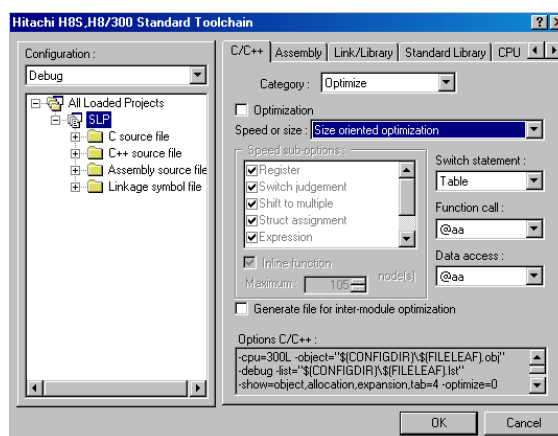 Hitachi H8S,H8/300 Standard Toolchain
Configuration :
Debug
All Loaded Projects
SLP
C source file
C++ source file
Assembly source file
Linkage symbol file
C/C++ Assembly Link/Library Standard Library CPU
Category : Optimize
Optimization
Speed or size : Size oriented optimization
Speed sub-options :
Register
Switch judgement
Shift to multiple
Struct assignment
Expression
Inline function
Maximum : 105 node(s)
Switch statement :
Table
Function call :
@aa
Data access :
@aa
Generate file for inter-module optimization
Options C/C++ :
-cpu=300L -object="$(CONFIGDIR)\$(FILELEAF).obj"
-debug -list="$(CONFIGDIR)\$(FILELEAF).lst"
-show=object,allocation,expansion,tab=4 -optimize=0
OK Cancel